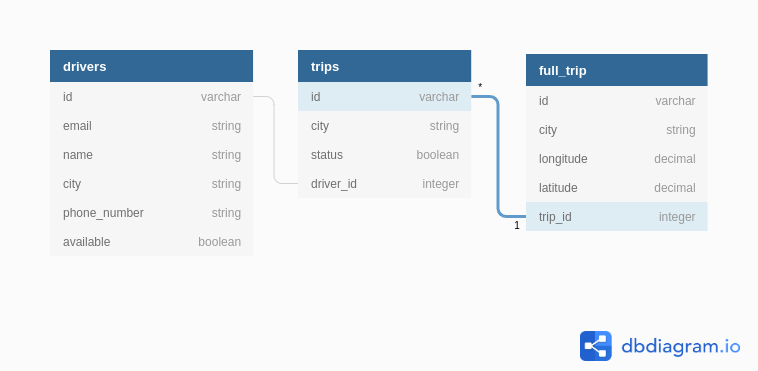 drivers
id varchar
email string
name string
city string
phone_number string
available boolean
trips
id varchar
city string
status boolean
driver_id integer
*
1
full_trip
id varchar
city string
longitude decimal
latitude decimal
trip_id integer
dbdiagram.io